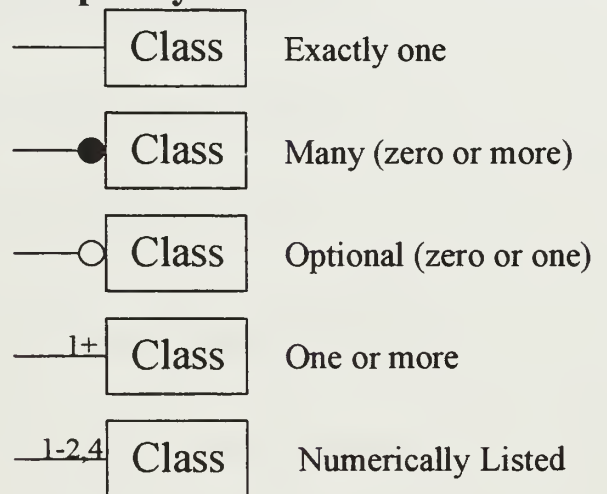 Class Exactly one
Class Many (zero or more)
Class Optional (zero or one)
1+ Class One or more
1-2,4 Class Numerically Listed